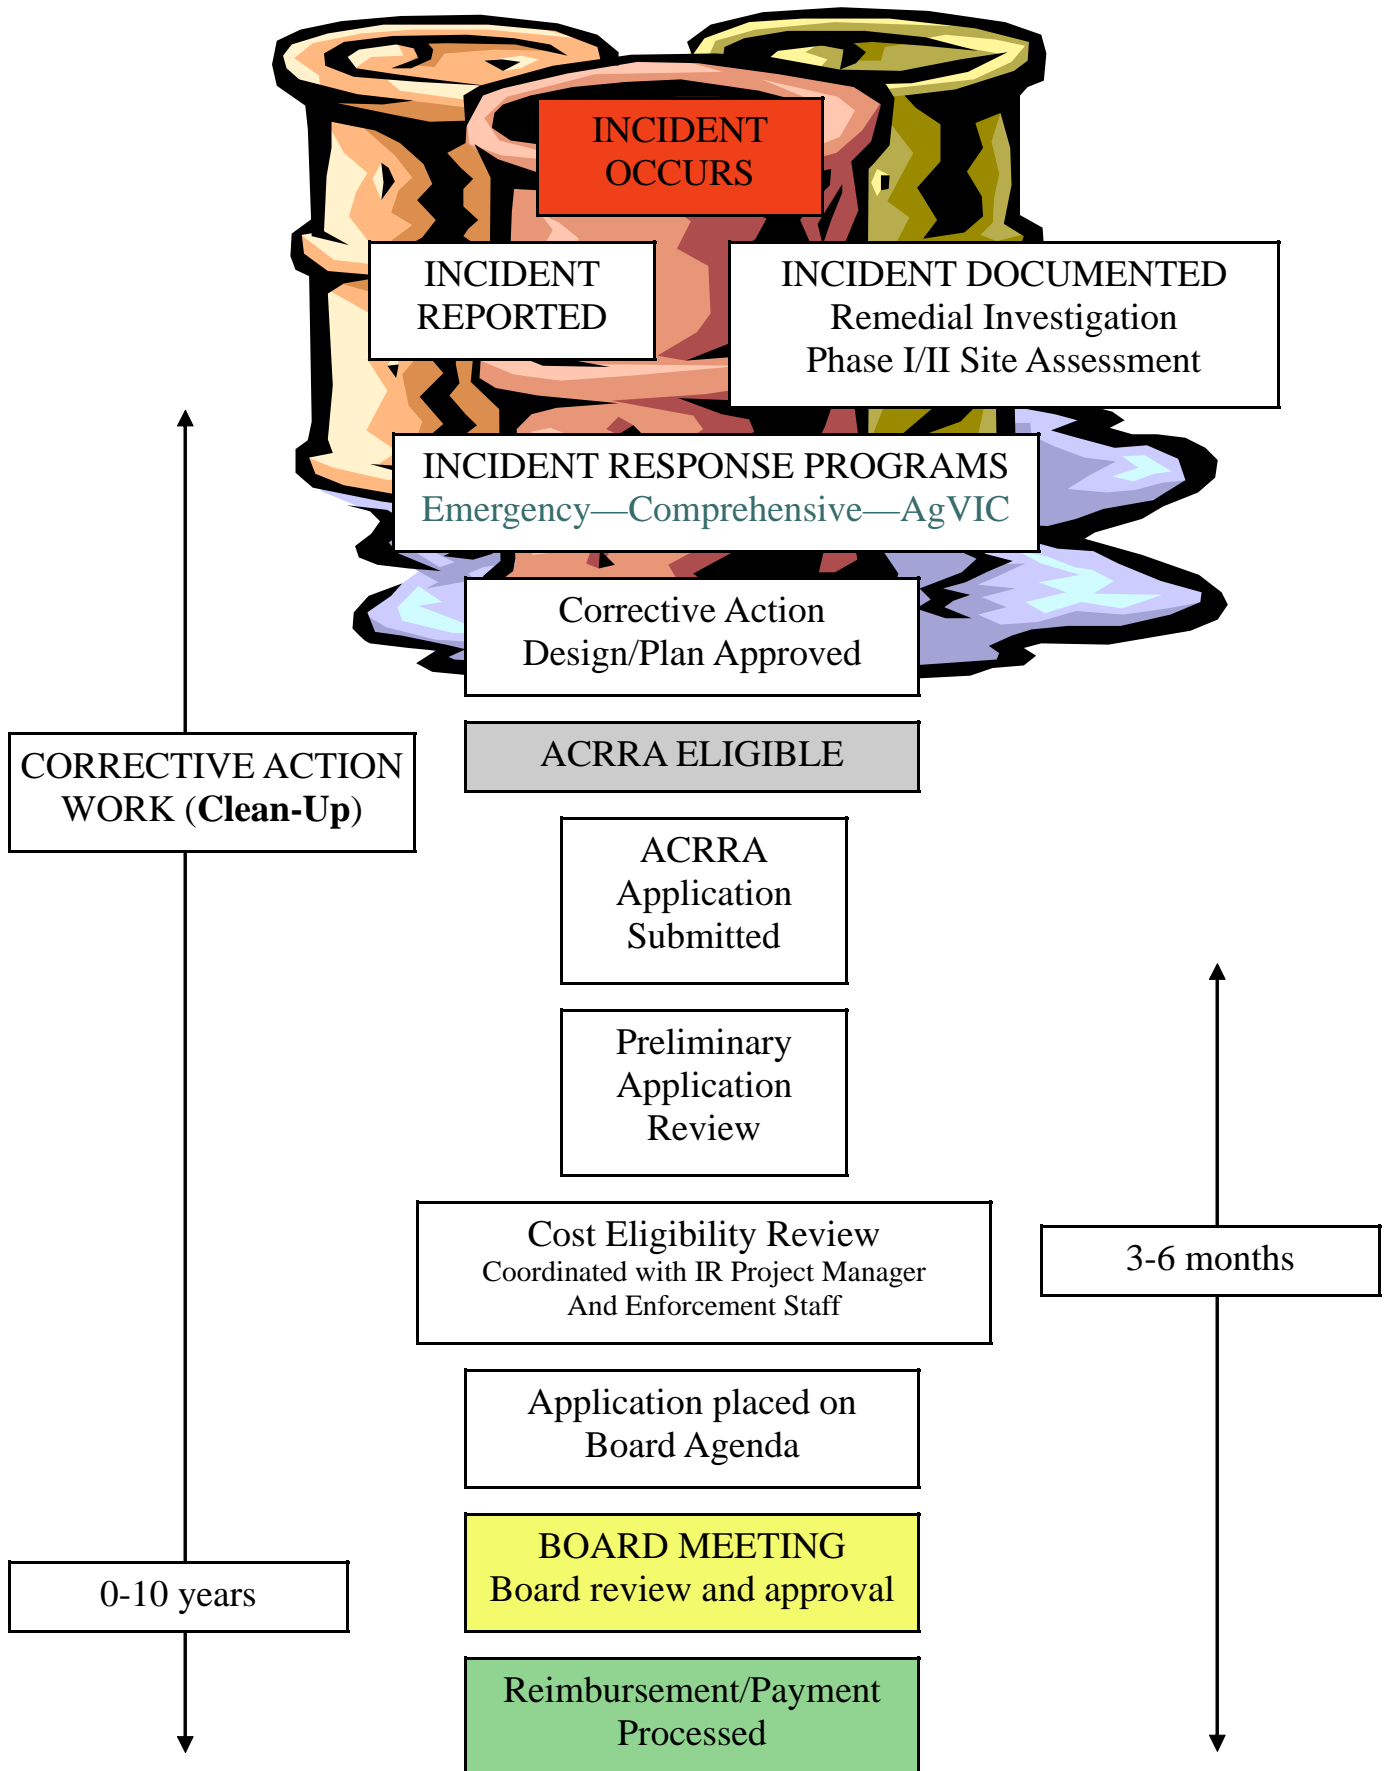 INCIDENT
OCCURS
INCIDENT
REPORTED
INCIDENT DOCUMENTED
Remedial Investigation
Phase I/II Site Assessment
INCIDENT RESPONSE PROGRAMS
Emergency—Comprehensive—AgVIC
Corrective Action
Design/Plan Approved
ACRRA ELIGIBLE
CORRECTIVE ACTION
WORK (Clean-Up)
ACRRA
Application
Submitted
Preliminary
Application
Review
Cost Eligibility Review
Coordinated with IR Project Manager
And Enforcement Staff
3-6 months
Application placed on
Board Agenda
BOARD MEETING
Board review and approval
0-10 years
Reimbursement/Payment
Processed